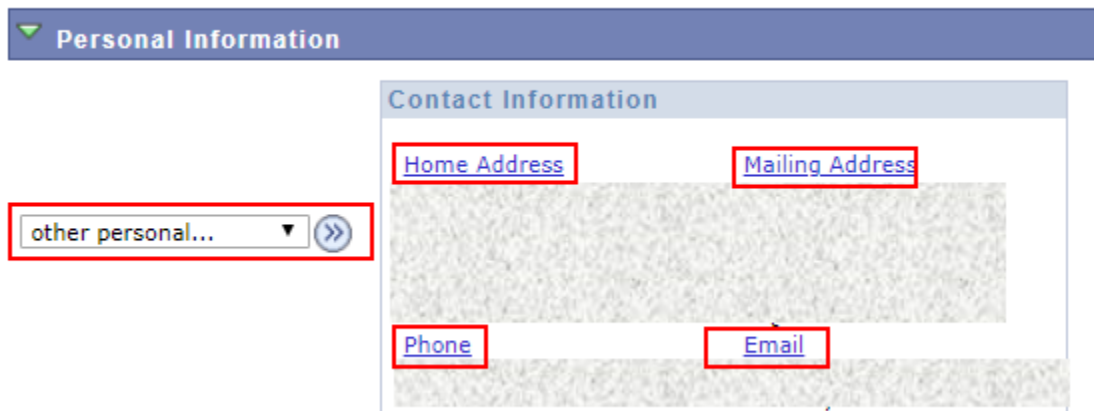 Personal Information
Contact Information
Home Address Mailing Address
other personal...
Phone Email